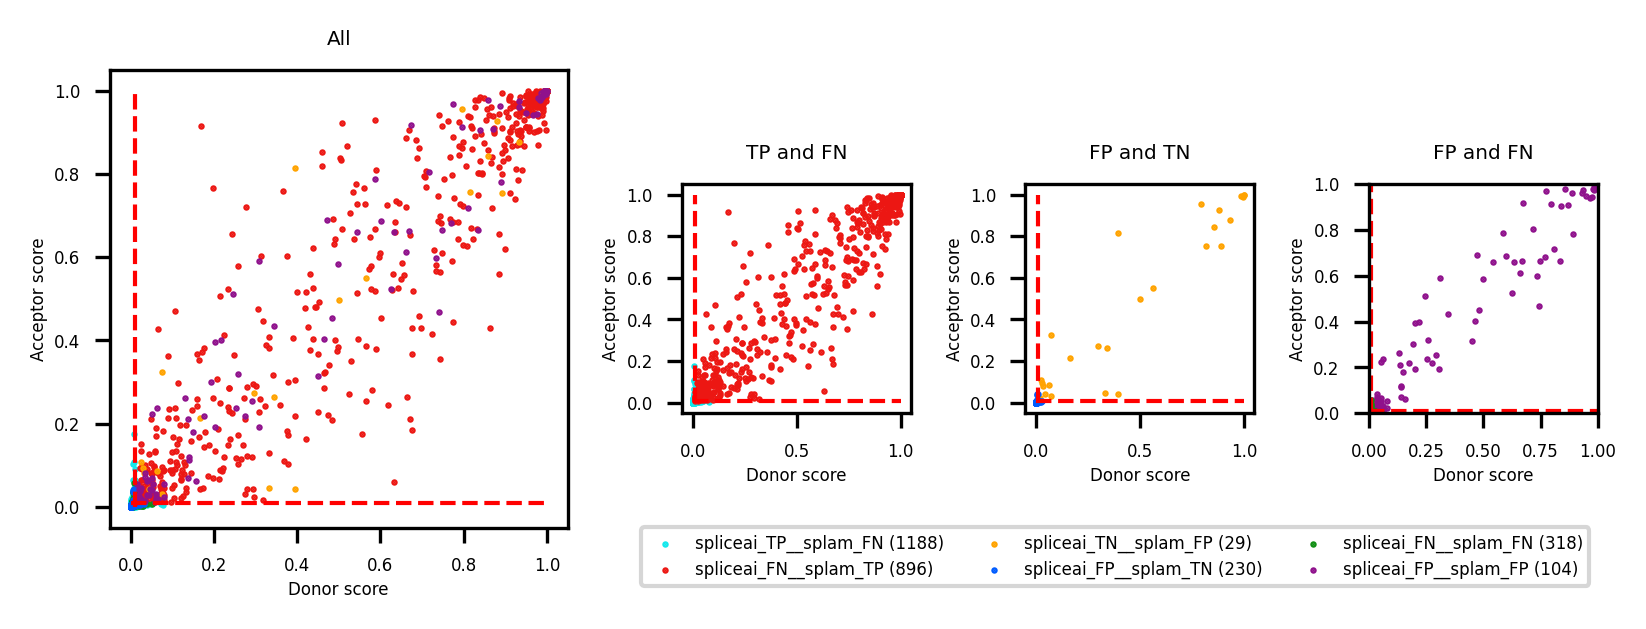 All
1.0
0.8
0.6
0.4
0.2
0.0
Acceptor score
0.0 0.2 0.4 0.6 0.8 1.0
Donor score
TP and FN
1.0
0.8
0.6
0.4
0.2
0.0
Acceptor score
0.0 0.5 1.0
Donor score
FP and TN
1.0
0.8
0.6
0.4
0.2
0.0
Acceptor score
0.0 0.5 1.0
Donor score
FP and FN
1.0
0.8
0.6
0.4
0.2
0.0
Acceptor score
0.00 0.25 0.50 0.75 1.00
Donor score
spliceai_TP__splam_FN (1188)
spliceai_FN__splam_TP (896)
spliceai_TN__splam_FP (29)
spliceai_FP__splam_TN (230)
spliceai_FN__splam_FN (318)
spliceai_FP__splam_FP (104)